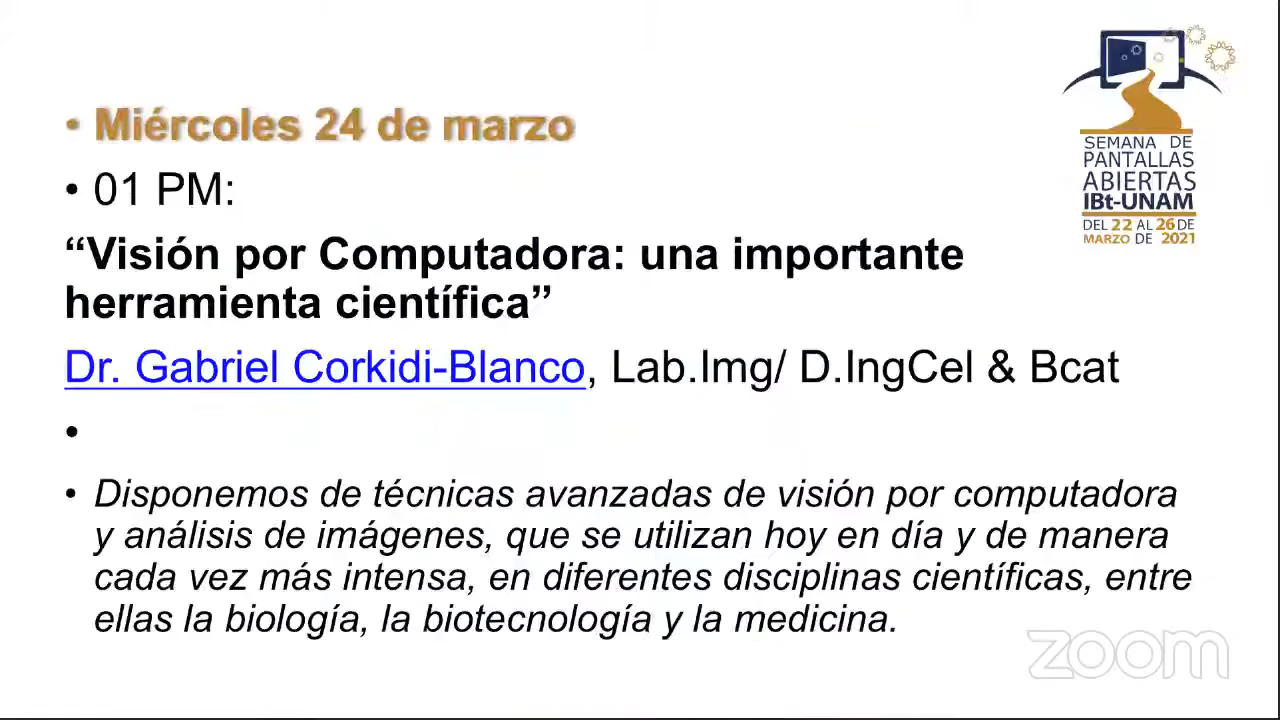 • Miércoles 24 de marzo
• 01 PM:
“Visión por Computadora: una importante
herramienta científica”
Dr. Gabriel Corkidi-Blanco, Lab.Img/ D.IngCel & Bcat
•
• Disponemos de técnicas avanzadas de visión por computadora
y análisis de imágenes, que se utilizan hoy en día y de manera
cada vez más intensa, en diferentes disciplinas científicas, entre
ellas la biología, la biotecnología y la medicina.
SEMANA DE
PANTALLAS
ABIERTAS
IBt-UNAM
DEL 22 AL 26 DE
MARZO DE 2021
zoom